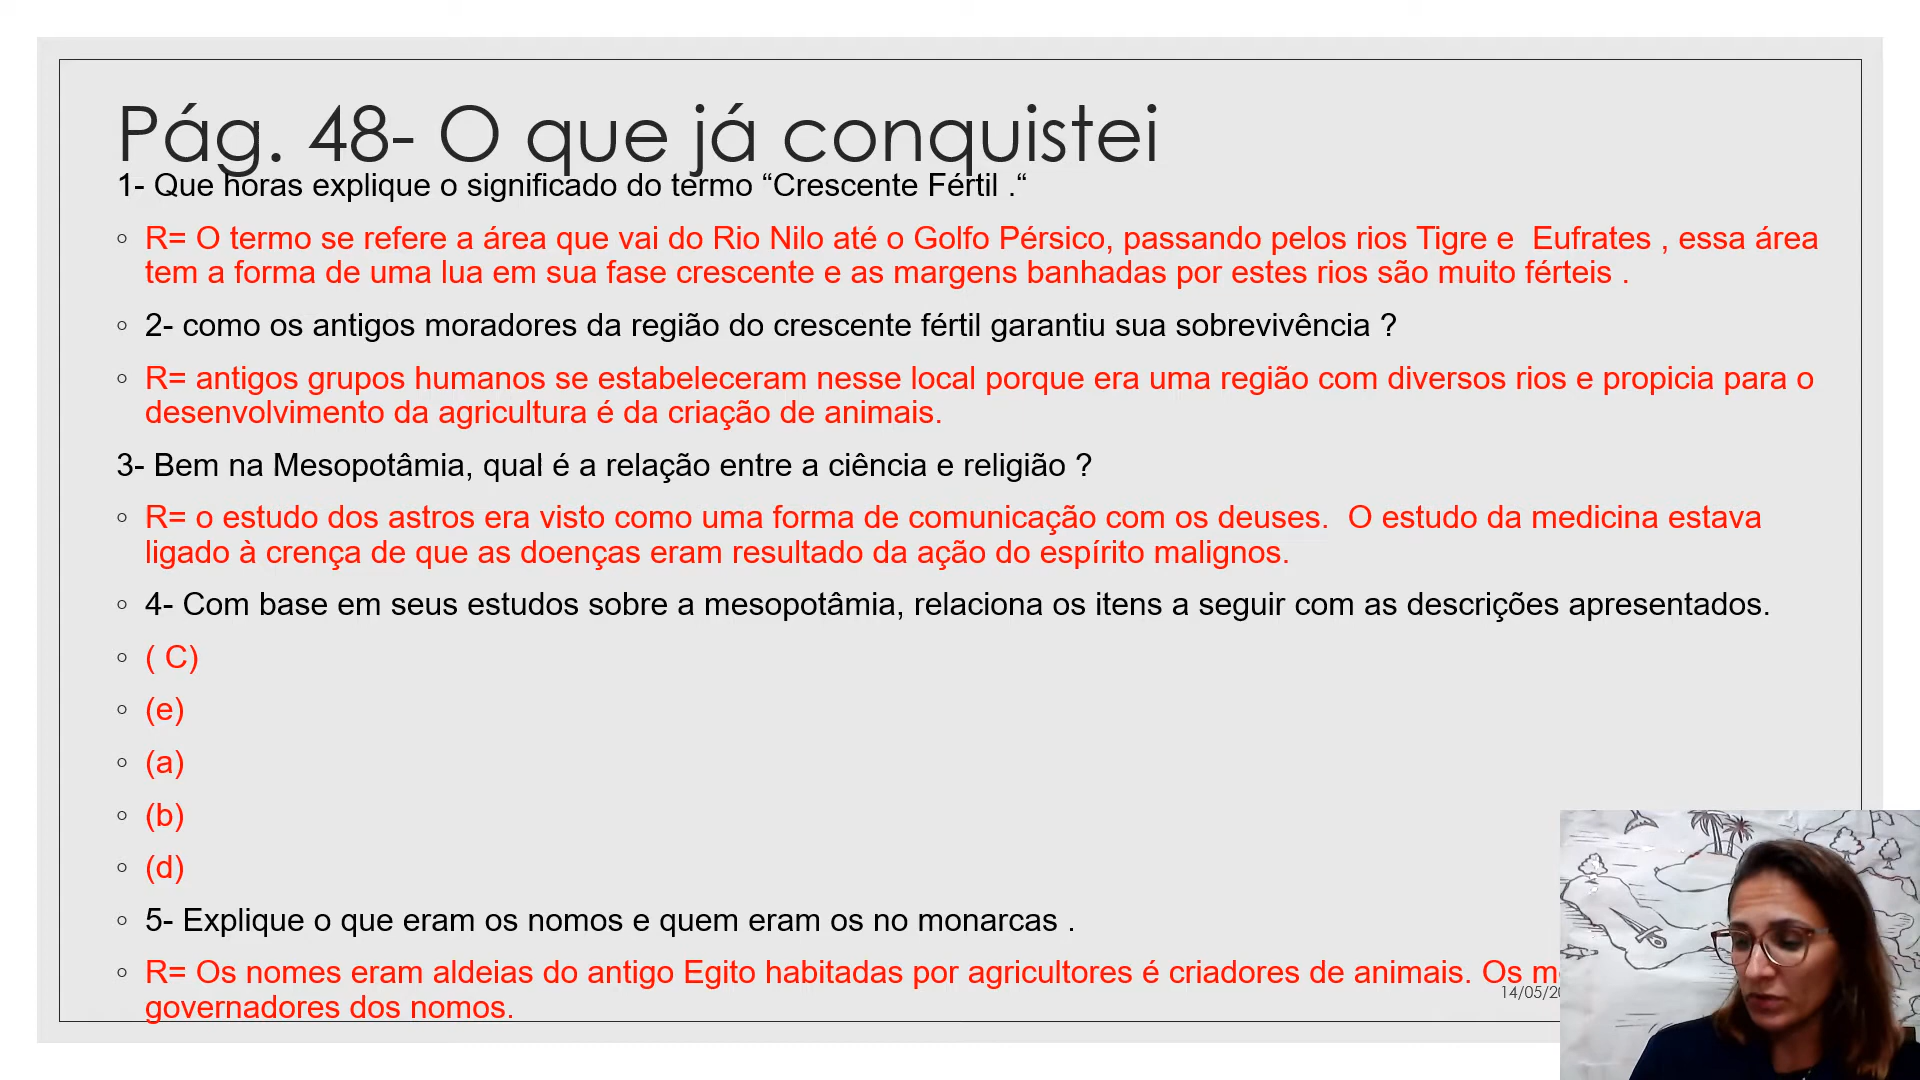 Pág. 48- O que já conquistei
1- Que horas explique o significado do termo “Crescente Fértil .“
R= O termo se refere a área que vai do Rio Nilo até o Golfo Pérsico, passando pelos rios Tigre e  Eufrates , essa área
tem a forma de uma lua em sua fase crescente e as margens banhadas por estes rios são muito férteis .
2- como os antigos moradores da região do crescente fértil garantiu sua sobrevivência ?
R= antigos grupos humanos se estabeleceram nesse local porque era uma região com diversos rios e propicia para o
desenvolvimento da agricultura é da criação de animais.
3- Bem na Mesopotâmia, qual é a relação entre a ciência e religião ?
R= o estudo dos astros era visto como uma forma de comunicação com os deuses.  O estudo da medicina estava
ligado à crença de que as doenças eram resultado da ação do espírito malignos.
4- Com base em seus estudos sobre a mesopotâmia, relaciona os itens a seguir com as descrições apresentados.
( C)
(e)
(a)
(b)
(d)
5- Explique o que eram os nomos e quem eram os no monarcas .
R= Os nomes eram aldeias do antigo Egito habitadas por agricultores é criadores de animais. Os
governadores dos nomos.
14/05/